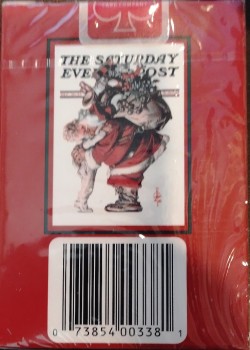 THE SATURDAY
EVENING POST
0 73854 00338 1